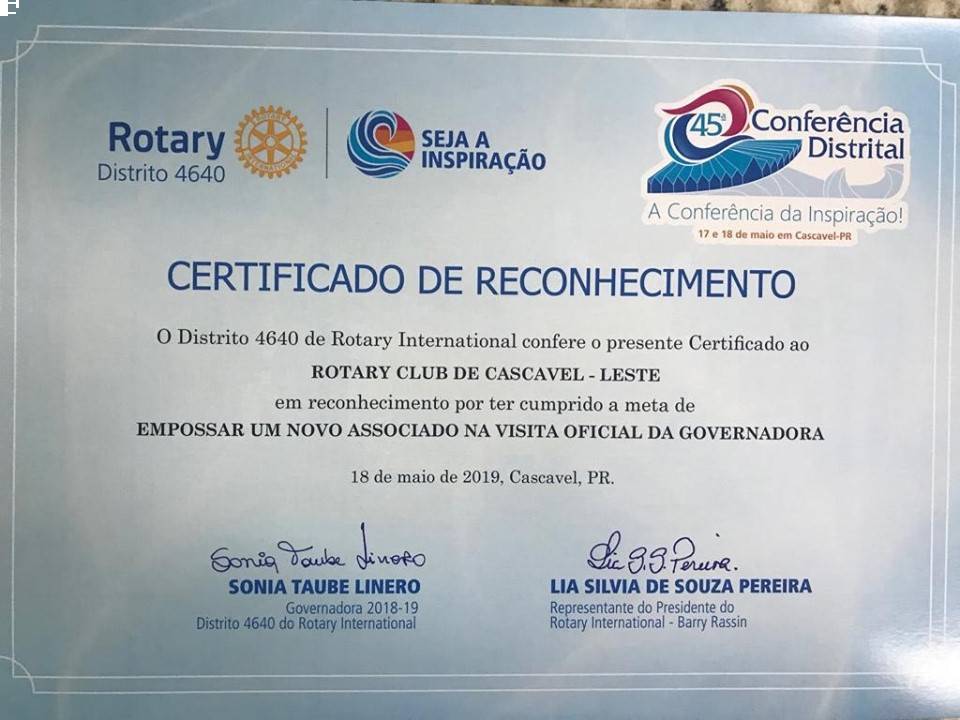 Rotary
Distrito 4640
ROTARY
INTERNATIONAL
SEJA A
INSPIRAÇÃO
45ª Conferência
Distrital
A Conferência da Inspiração!
17 e 18 de maio em Cascavel-PR
CERTIFICADO DE RECONHECIMENTO
O Distrito 4640 de Rotary International confere o presente Certificado ao
ROTARY CLUB DE CASCAVEL - LESTE
em reconhecimento por ter cumprido a meta de
EMPOSSAR UM NOVO ASSOCIADO NA VISITA OFICIAL DA GOVERNADORA
18 de maio de 2019, Cascavel, PR.
Sonia Taube Linero
SONIA TAUBE LINERO
Governadora 2018-19
Distrito 4640 do Rotary International
Lia S. S. Pereira.
LIA SILVIA DE SOUZA PEREIRA
Representante do Presidente do
Rotary International - Barry Rassin